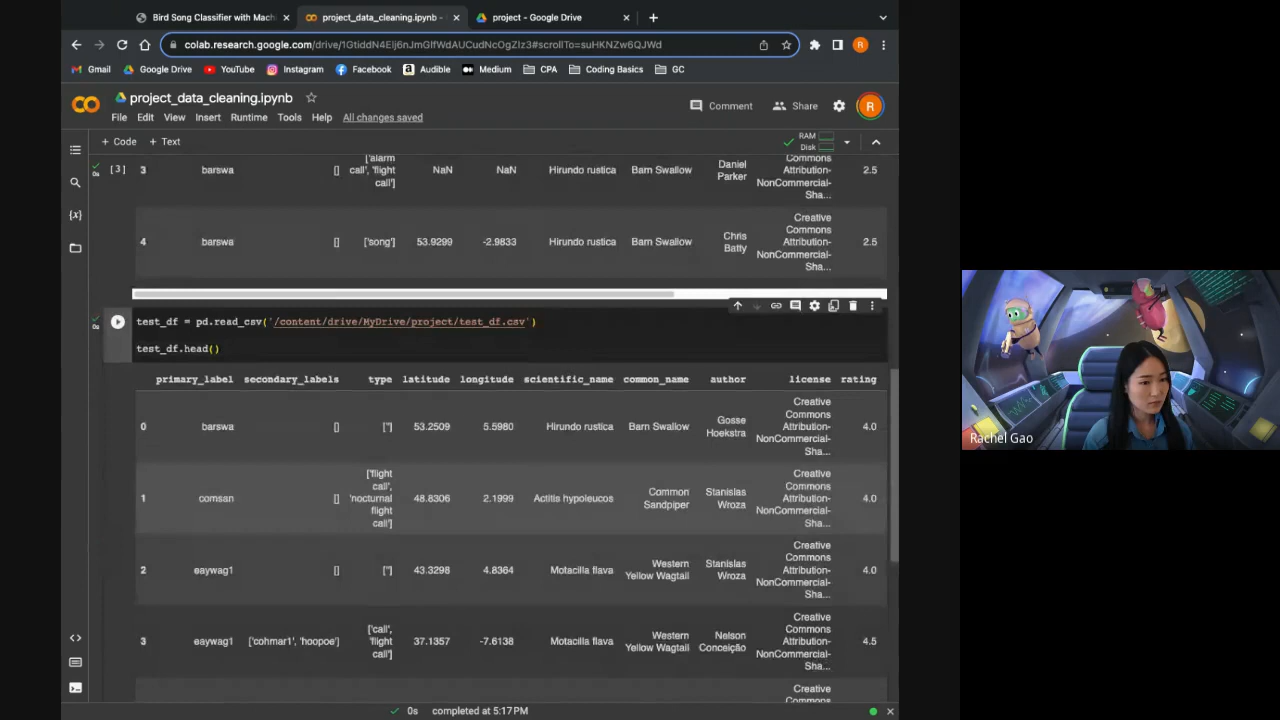 Bird Song Classifier with Mach
project_data_cleaning.ipynb -
project - Google Drive
colab.research.google.com/drive/1GtiddN4Elj6nJmGlfWdAUCudNcOgZIz3#scrollTo=suHKNZw6QJWd
R
Gmail
Google Drive
YouTube
Instagram
Facebook
Audible
Medium
CPA
Coding Basics
GC
project_data_cleaning.ipynb
Comment
Share
R
File Edit View Insert Runtime Tools Help All changes saved
+ Code + Text
RAM
Disk
[3] 3 barswa [] ['alarm call', 'flight call'] NaN NaN Hirundo rustica Barn Swallow Daniel Parker Commons Attribution-NonCommercial-Sha... 2.5
4 barswa [] ['song'] 53.9299 -2.9833 Hirundo rustica Barn Swallow Chris Batty Creative Commons Attribution-NonCommercial-Sha... 2.5
test_df = pd.read_csv('/content/drive/MyDrive/project/test_df.csv')
test_df.head()
primary_label secondary_labels type latitude longitude scientific_name common_name author license rating
0 barswa [] [''] 53.2509 5.5980 Hirundo rustica Barn Swallow Gosse Hoekstra Creative Commons Attribution-NonCommercial-Sha... 4.0
1 comsan [] ['flight call', 'nocturnal flight call'] 48.8306 2.1999 Actitis hypoleucos Common Sandpiper Stanislas Wroza Creative Commons Attribution-NonCommercial-Sha... 4.0
2 eaywag1 [] [''] 43.3298 4.8364 Motacilla flava Western Yellow Wagtail Stanislas Wroza Creative Commons Attribution-NonCommercial-Sha... 4.0
3 eaywag1 ['cohmar1', 'hoopoe'] ['call', 'flight call'] 37.1357 -7.6138 Motacilla flava Western Yellow Wagtail Nelson Conceição Creative Commons Attribution-NonCommercial-Sha... 4.5
Creative Commons
0s completed at 5:17 PM
Rachel Gao